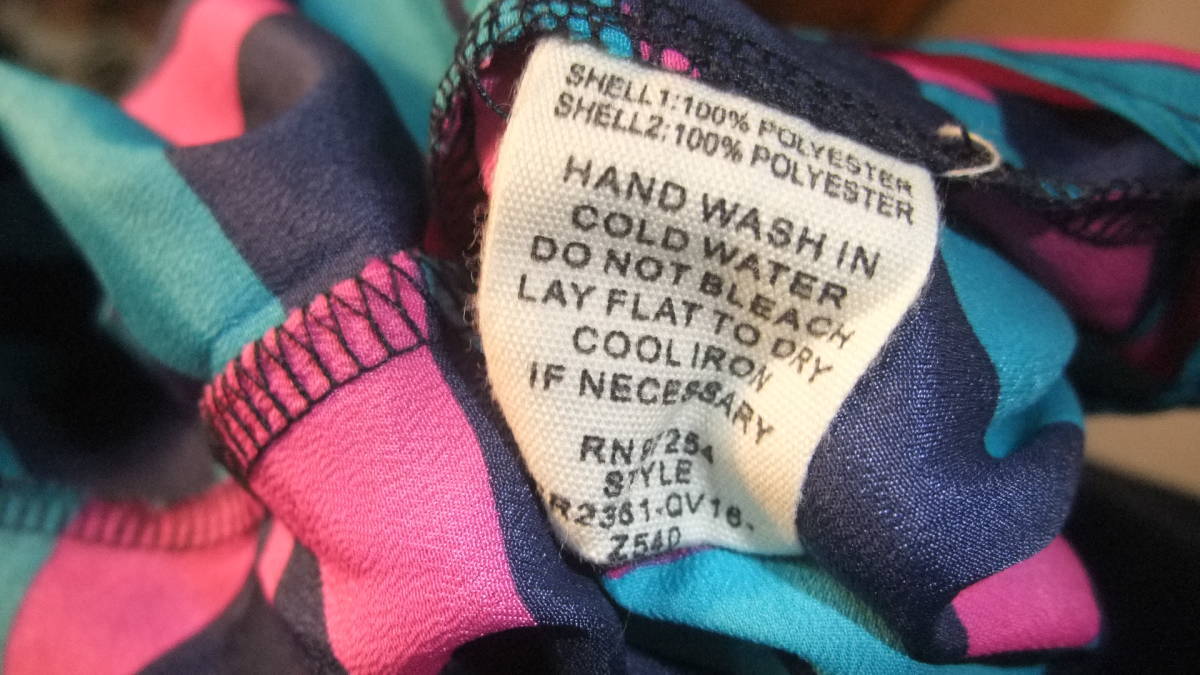 SHELL1:100% POLYESTER
SHELL2:100% POLYESTER
HAND WASH IN
COLD WATER
DO NOT BLEACH
LAY FLAT TO DRY
COOL IRON
IF NECESSARY
RN
STYLE
Z540